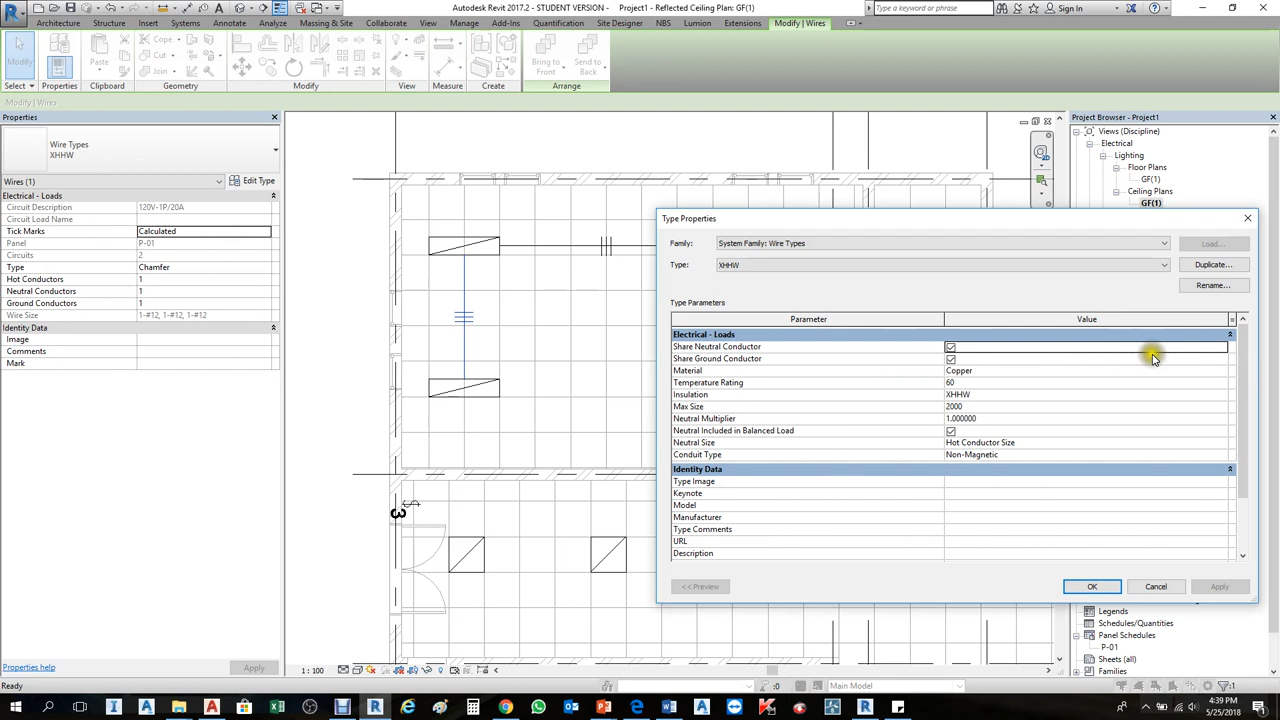 Autodesk Revit 2017.2 - STUDENT VERSION - Project1 - Reflected Ceiling Plan: GF(1)
Type a keyword or phrase
Sign In
Architecture Structure Insert Systems Annotate Analyze Massing & Site Collaborate View Manage Add-Ins Quantification Site Designer NBS Lumion Extensions Modify | Wires
Modify
Paste
Cope
Cut
Join
Bring to Front
Send to Back
Select Properties Clipboard Geometry Modify View Measure Create Arrange
Modify | Wires
Properties
Wire Types
XHHW
Wires (1)
Edit Type
Electrical - Loads
Circuit Description 120V-1P/20A
Circuit Load Name
Tick Marks Calculated
Panel P-01
Circuits 2
Type Chamfer
Hot Conductors 1
Neutral Conductors 1
Ground Conductors 1
Wire Size 1-#12, 1-#12, 1-#12
Identity Data
Image
Comments
Mark
Properties help
Apply
3
$
Project Browser - Project1
Views (Discipline)
Electrical
Lighting
Floor Plans
GF(1)
Ceiling Plans
GF(1)
Type Properties
Family: System Family: Wire Types Load...
Type: XHHW Duplicate...
Rename...
Type Parameters
Parameter Value =
Electrical - Loads
Share Neutral Conductor
Share Ground Conductor
Material Copper
Temperature Rating 60
Insulation XHHW
Max Size 2000
Neutral Multiplier 1.000000
Neutral Included in Balanced Load
Neutral Size Hot Conductor Size
Conduit Type Non-Magnetic
Identity Data
Type Image
Keynote
Model
Manufacturer
Type Comments
URL
Description
<< Preview OK Cancel Apply
Legends
Schedules/Quantities
Panel Schedules
P-01
Sheets (all)
Families
1 : 100
Ready
:0
Main Model
:1
4:39 PM
5/25/2018